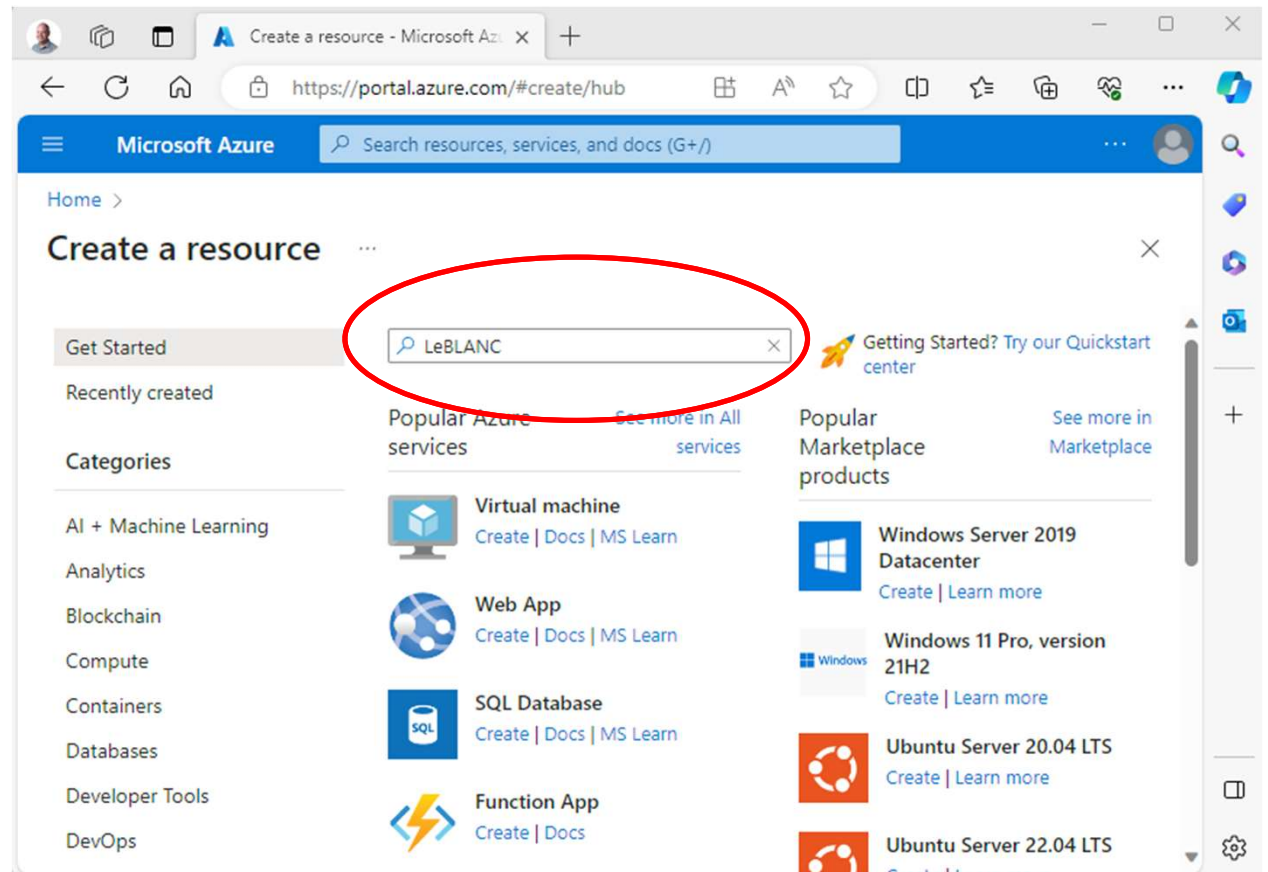 Create a resource - Microsoft Az
https://portal.azure.com/#create/hub
Microsoft Azure
Search resources, services, and docs (G+/)
Home >
Create a resource ...
Get Started
Recently created
Categories
AI + Machine Learning
Analytics
Blockchain
Compute
Containers
Databases
Developer Tools
DevOps
LeBLANC
Popular Azure
services
See more in All
services
Virtual machine
Create | Docs | MS Learn
Web App
Create | Docs | MS Learn
SQL
SQL Database
Create | Docs | MS Learn
Function App
Create | Docs
Getting Started? Try our Quickstart
center
Popular
Marketplace
products
See more in
Marketplace
Windows Server 2019
Datacenter
Create | Learn more
Windows
Windows 11 Pro, version
21H2
Create | Learn more
Ubuntu Server 20.04 LTS
Create | Learn more
Ubuntu Server 22.04 LTS